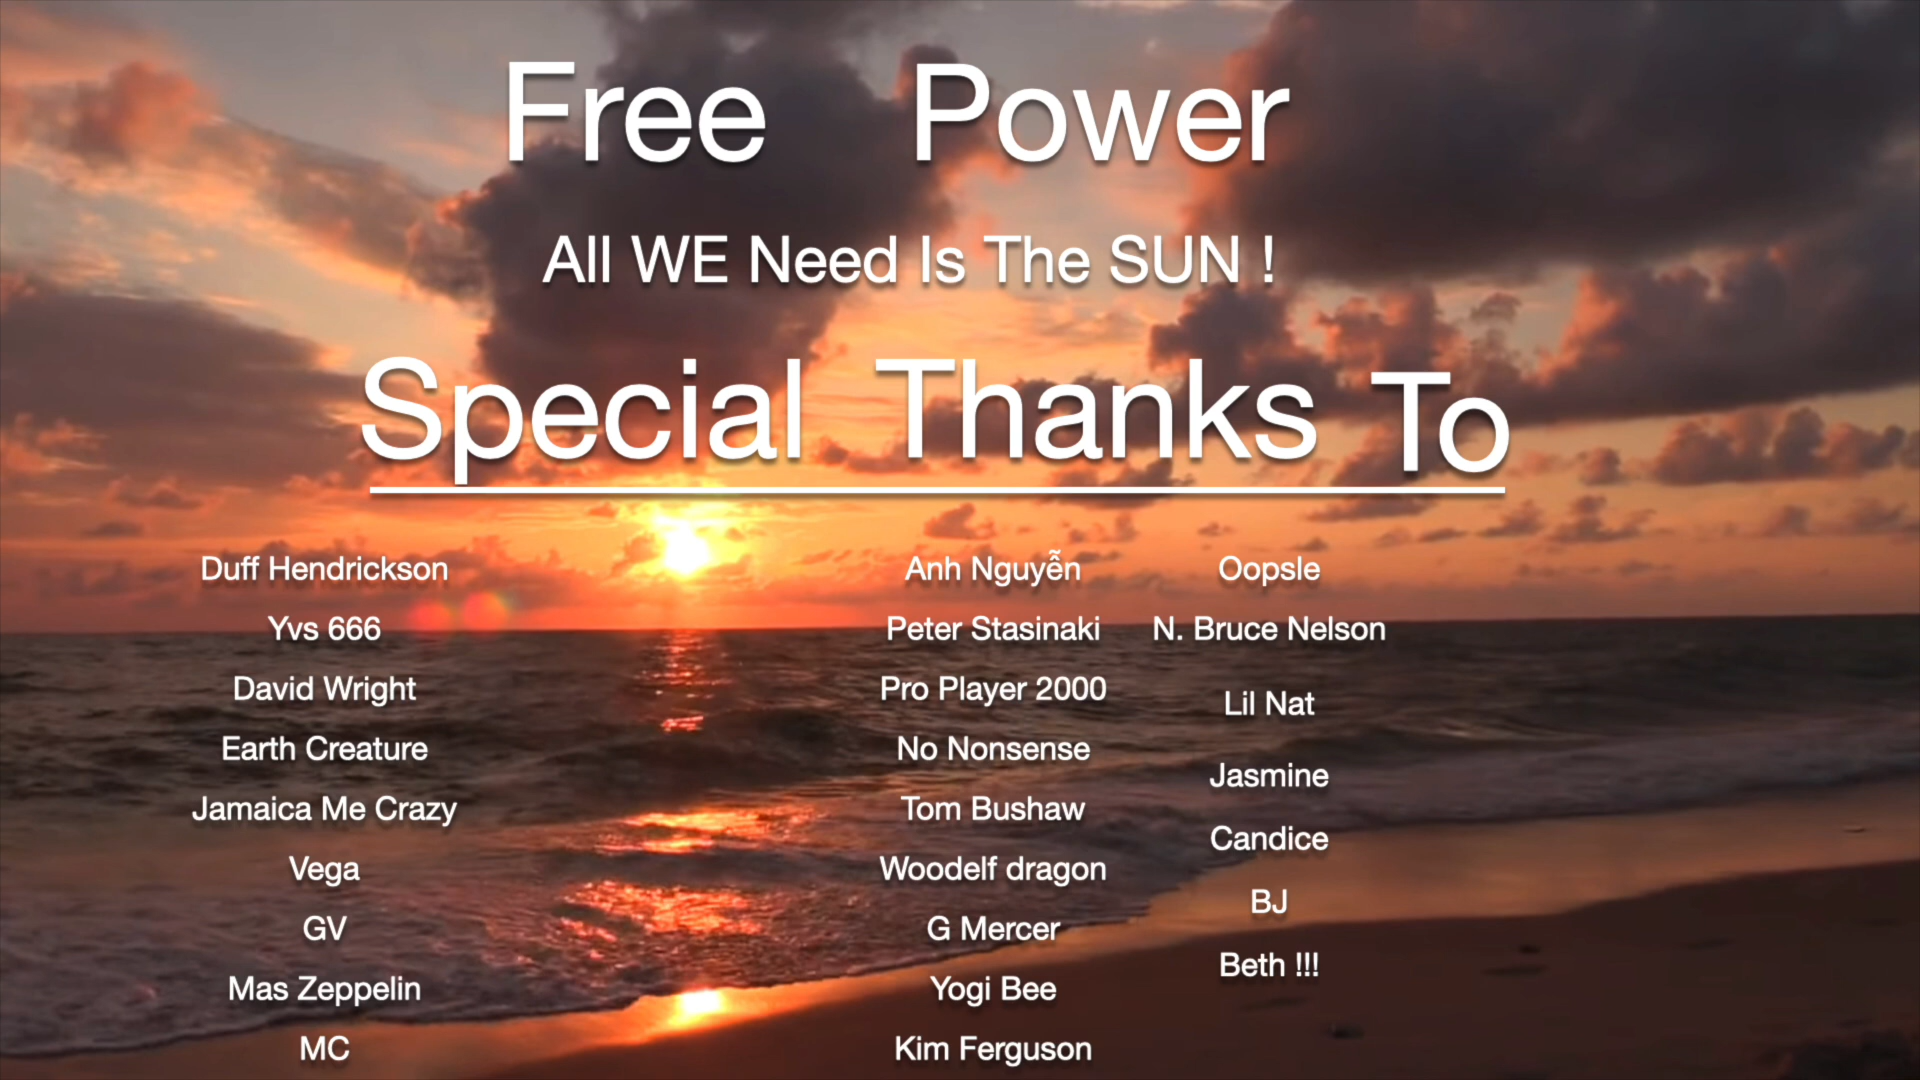 Free Power
All WE Need Is The SUN !
Special Thanks To
Duff Hendrickson
Yvs 666
David Wright
Earth Creature
Jamaica Me Crazy
Vega
GV
Mas Zeppelin
MC
Anh Nguyễn
Peter Stasinaki
Pro Player 2000
No Nonsense
Tom Bushaw
Woodelf dragon
G Mercer
Yogi Bee
Kim Ferguson
Oopsle
N. Bruce Nelson
Lil Nat
Jasmine
Candice
BJ
Beth !!!